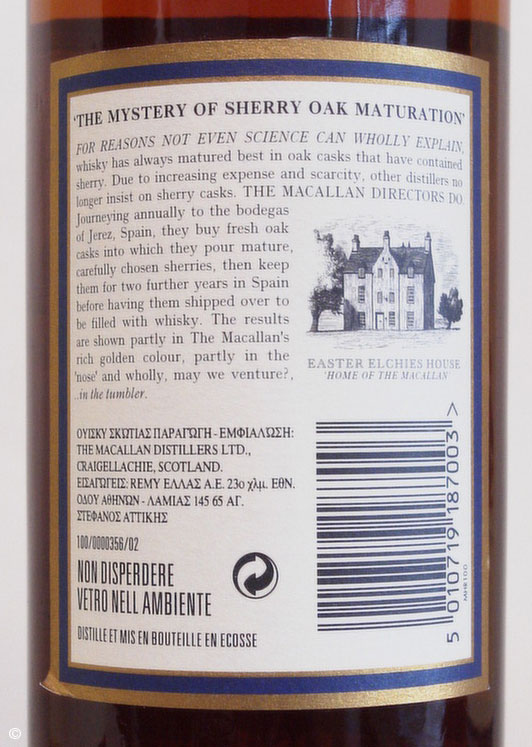 'THE MYSTERY OF SHERRY OAK MATURATION'
FOR REASONS NOT EVEN SCIENCE CAN WHOLLY EXPLAIN,
whisky has always matured best in oak casks that have contained
sherry. Due to increasing expense and scarcity, other distillers no
longer insist on sherry casks. THE MACALLAN DIRECTORS DO.
Journeying annually to the bodegas
of Jerez, Spain, they buy fresh oak
casks into which they pour mature,
carefully chosen sherries, then keep
them for two further years in Spain
before having them shipped over to
be filled with whisky. The results
are shown partly in The Macallan's
rich golden colour, partly in the
'nose' and wholly, may we venture?,
..in the tumbler.
EASTER ELCHIES HOUSE
'HOME OF THE MACALLAN'
ΟΥΙΣΚΥ ΣΚΩΤΙΑΣ ΠΑΡΑΓΩΓΗ - ΕΜΦΙΑΛΩΣΗ:
THE MACALLAN DISTILLERS LTD.,
CRAIGELLACHIE, SCOTLAND.
ΕΙΣΑΓΩΓΕΙΣ: REMY ΕΛΛΑΣ Α.Ε. 23ο χλμ. ΕΘΝ.
ΟΔΟΥ ΑΘΗΝΩΝ - ΛΑΜΙΑΣ 145 65 ΑΓ.
ΣΤΕΦΑΝΟΣ ΑΤΤΙΚΗΣ
100/0000356/02
NON DISPERDERE
VETRO NELL AMBIENTE
DISTILLE ET MIS EN BOUTEILLE EN ECOSSE
5 010719 187003 >
©